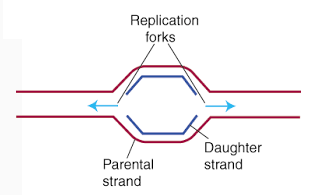 Replication
forks
Daughter
strand
Parental
strand